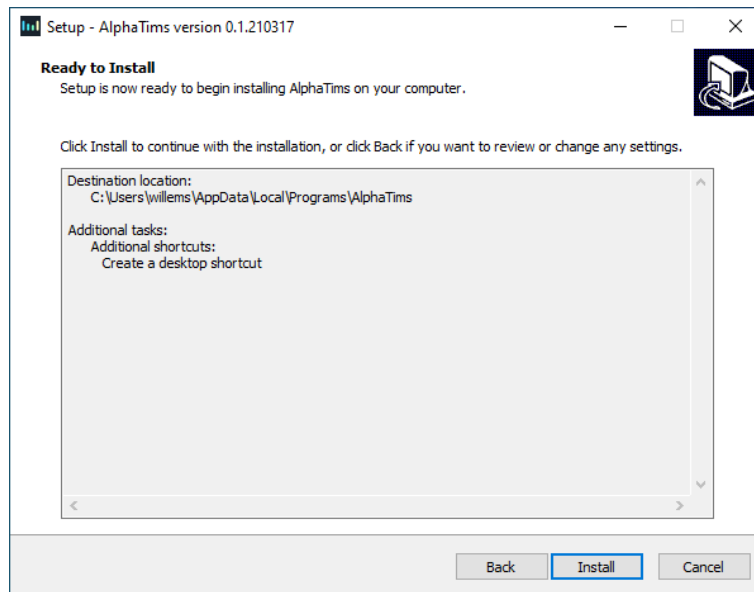 Setup - AlphaTims version 0.1.210317
Ready to Install
Setup is now ready to begin installing AlphaTims on your computer.
Click Install to continue with the installation, or click Back if you want to review or change any settings.
Destination location:
C:\Users\willems\AppData\Local\Programs\AlphaTims
Additional tasks:
Additional shortcuts:
Create a desktop shortcut
Back
Install
Cancel